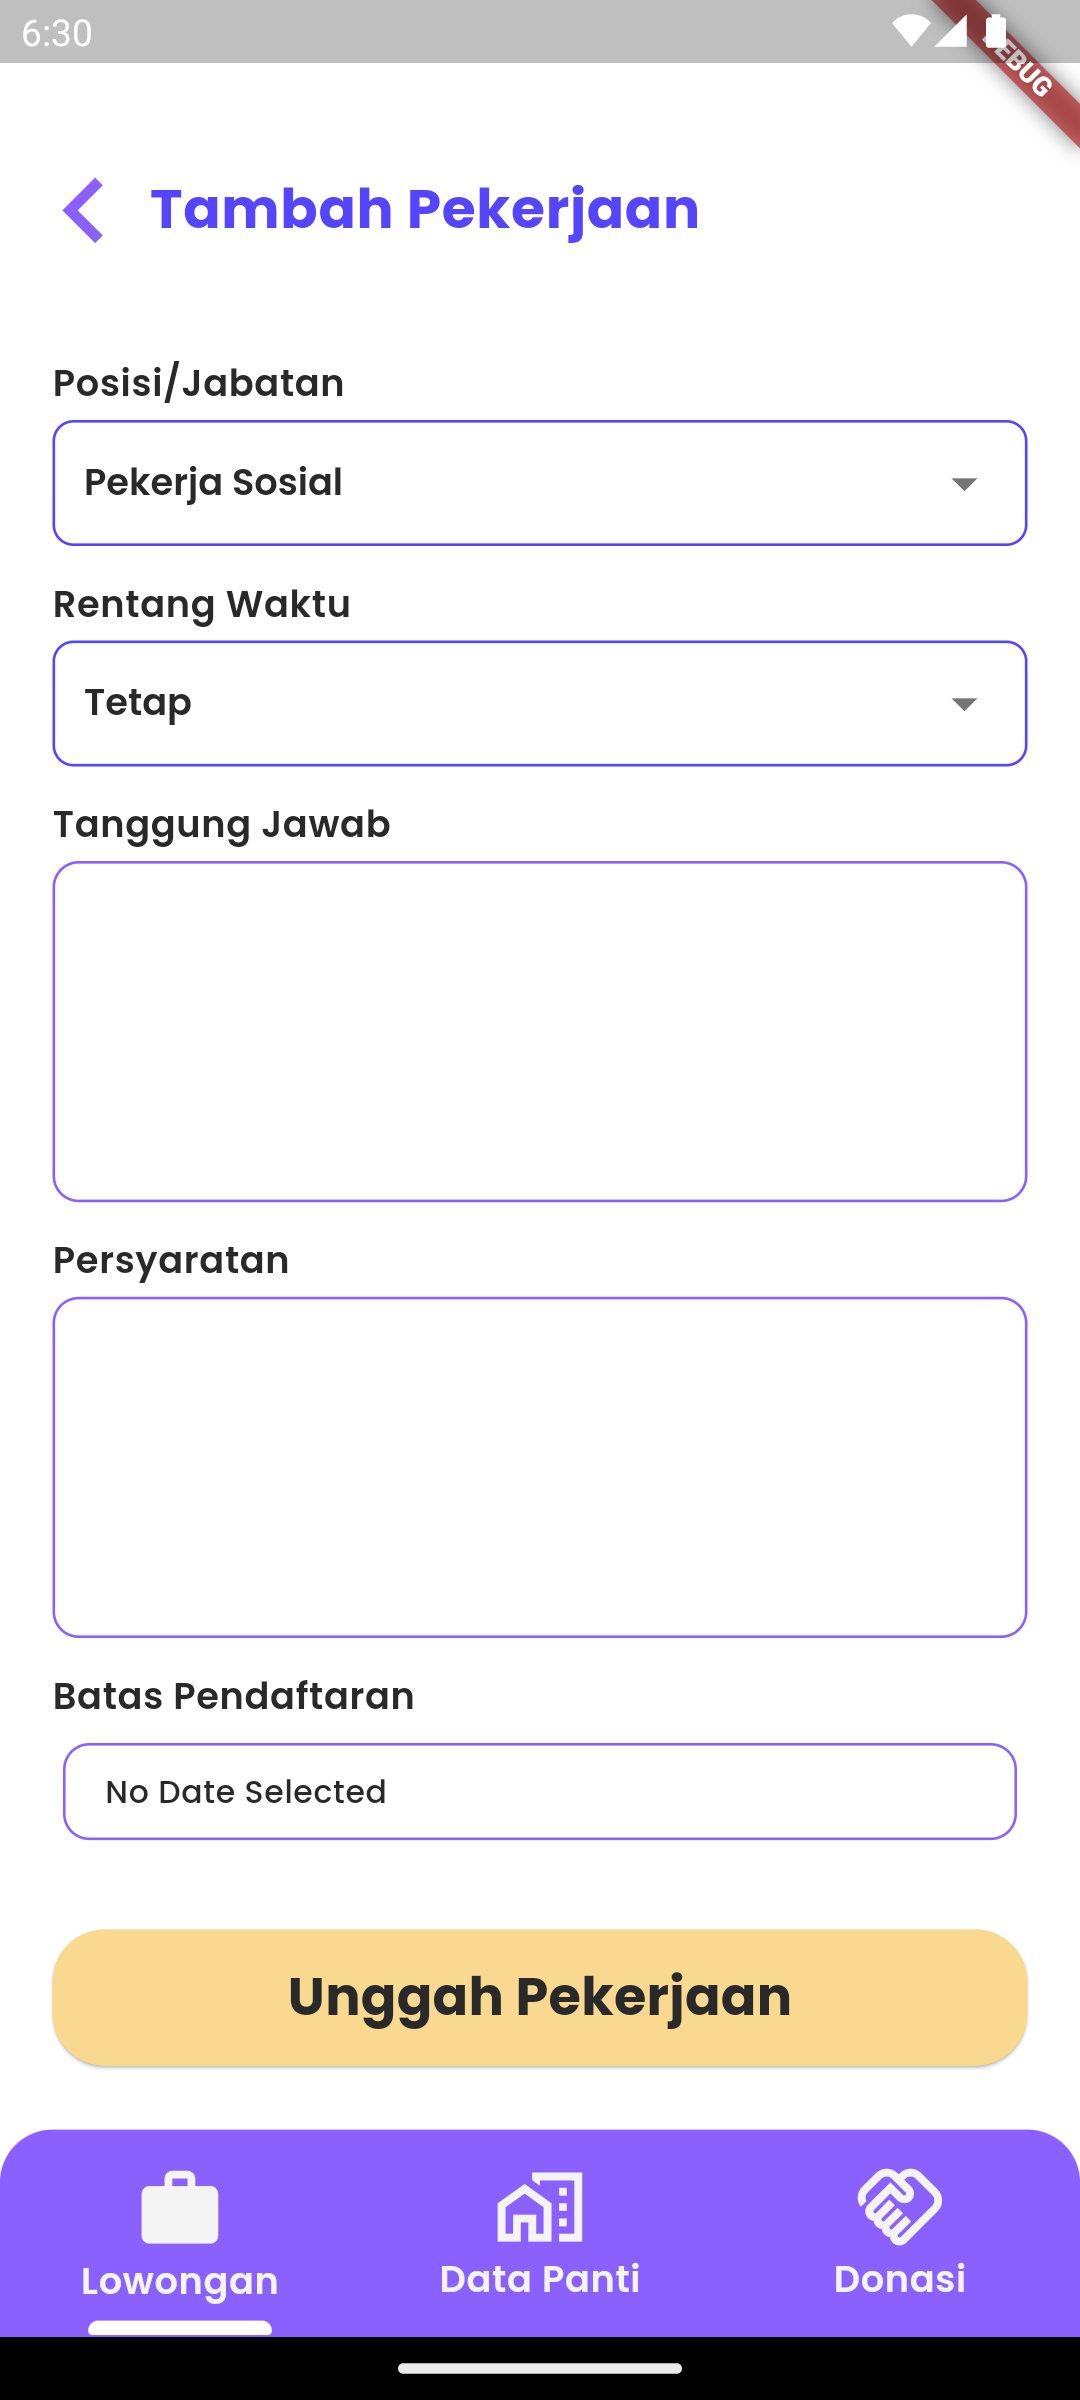 6:30
DEBUG
Tambah Pekerjaan
Posisi/Jabatan
Pekerja Sosial
Rentang Waktu
Tetap
Tanggung Jawab
Persyaratan
Batas Pendaftaran
No Date Selected
Unggah Pekerjaan
Lowongan
Data Panti
Donasi